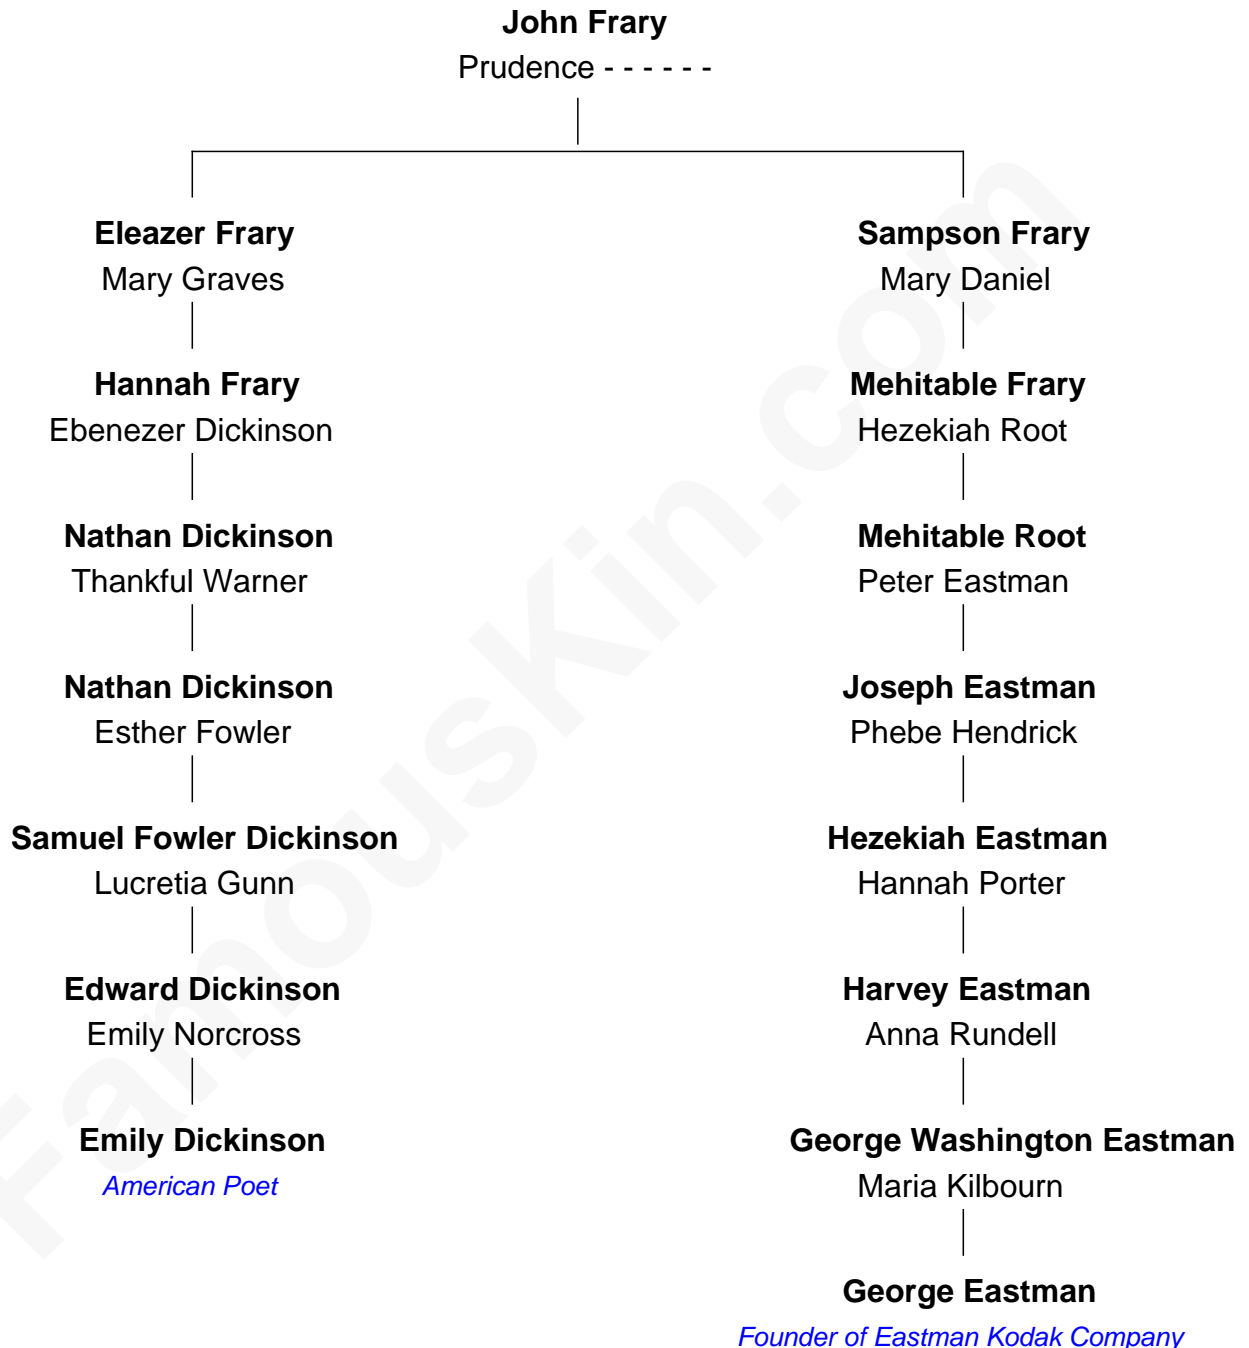 John Frary
Prudence - - - - - -
Eleazer Frary
Mary Graves
Hannah Frary
Ebenezer Dickinson
Nathan Dickinson
Thankful Warner
Nathan Dickinson
Esther Fowler
Samuel Fowler Dickinson
Lucretia Gunn
Edward Dickinson
Emily Norcross
Emily Dickinson
American Poet
Sampson Frary
Mary Daniel
Mehitable Frary
Hezekiah Root
Mehitable Root
Peter Eastman
Joseph Eastman
Phebe Hendrick
Hezekiah Eastman
Hannah Porter
Harvey Eastman
Anna Rundell
George Washington Eastman
Maria Kilbourn
George Eastman
Founder of Eastman Kodak Company
FamousKin.com